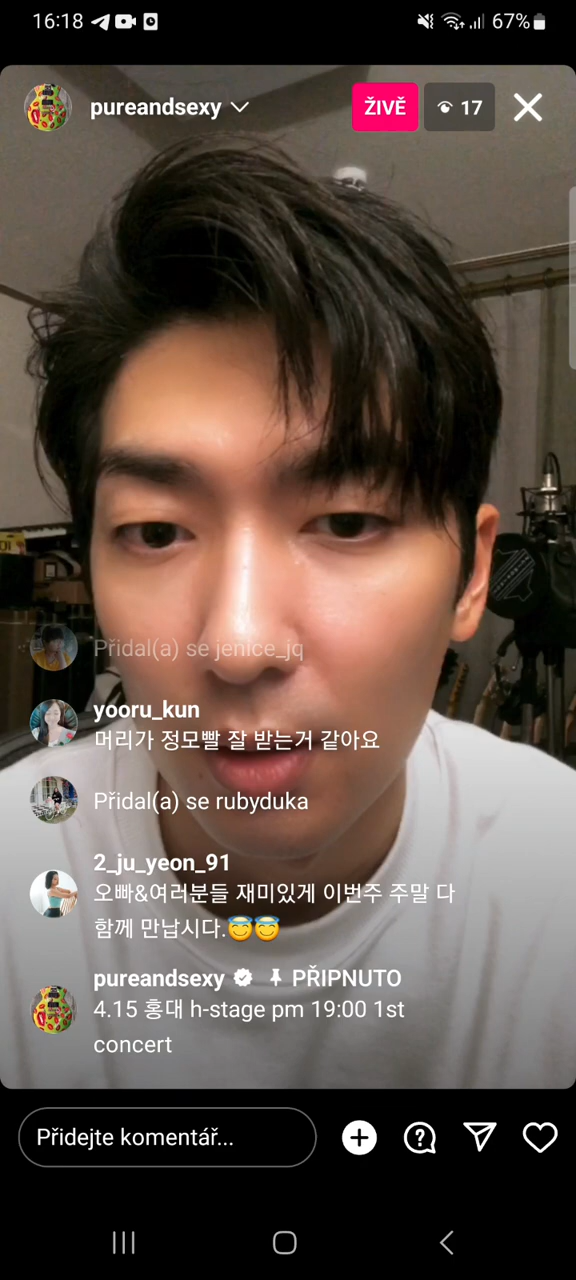 16:18
67%
pureandsexy
ŽIVĚ
17
Přidal(a) se jenice_jq
yooru_kun
머리가 정모빨 잘 받는거 같아요
Přidal(a) se rubyduka
2_ju_yeon_91
오빠&여러분들 재미있게 이번주 주말 다
함께 만납시다.😇😇
pureandsexy PŘIPNUTO
4.15 홍대 h-stage pm 19:00 1st
concert
Přidejte komentář...